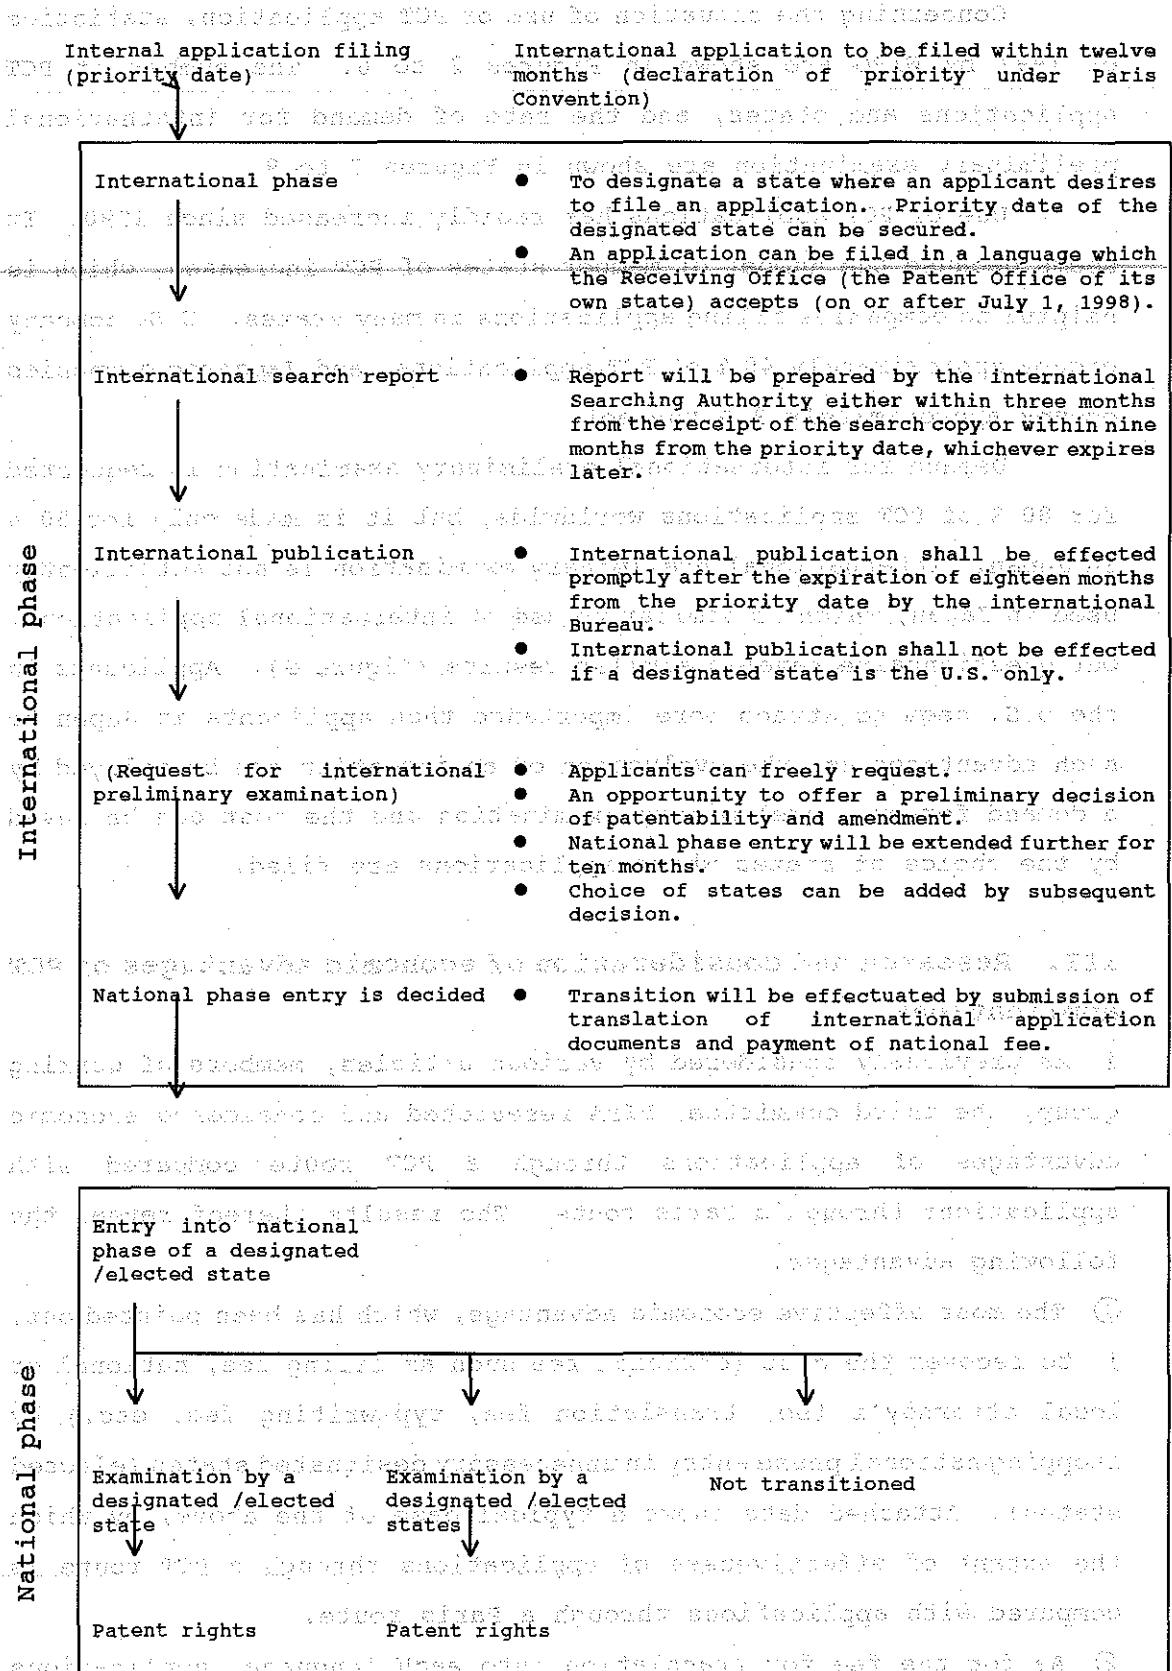 Internal application filing
(priority date)
International application to be filed within twelve
months (declaration of priority under Paris
Convention)
International phase
International phase
● To designate a state where an applicant desires
to file an application. Priority date of the
designated state can be secured.
● An application can be filed in a language which
the Receiving Office (the Patent Office of its
own state) accepts (on or after July 1, 1998).
International search report
● Report will be prepared by the international
Searching Authority either within three months
from the receipt of the search copy or within nine
months from the priority date, whichever expires
later.
International publication
● International publication shall be effected
promptly after the expiration of eighteen months
from the priority date by the international
Bureau.
● International publication shall not be effected
if a designated state is the U.S. only.
(Request for international
preliminary examination)
● Applicants can freely request.
● An opportunity to offer a preliminary decision
of patentability and amendment.
● National phase entry will be extended further for
ten months.
● Choice of states can be added by subsequent
decision.
National phase entry is decided
● Transition will be effectuated by submission of
translation of international application
documents and payment of national fee.
National phase
Entry into national
phase of a designated
/elected state
Examination by a
designated /elected
state
Examination by a
designated /elected
states
Not transitioned
Patent rights
Patent rights